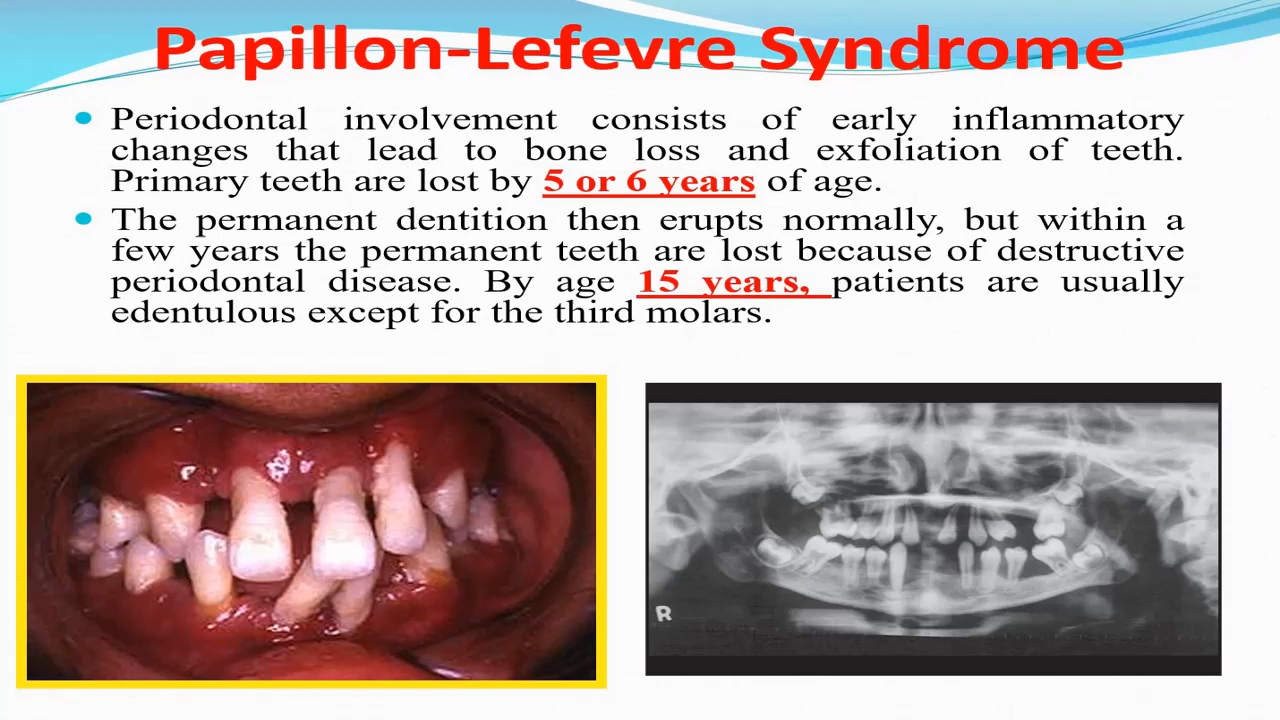 Papillon-Lefevre Syndrome
Periodontal involvement consists of early inflammatory
changes that lead to bone loss and exfoliation of teeth.
Primary teeth are lost by 5 or 6 years of age.
The permanent dentition then erupts normally, but within a
few years the permanent teeth are lost because of destructive
periodontal disease. By age 15 years, patients are usually
edentulous except for the third molars.
R